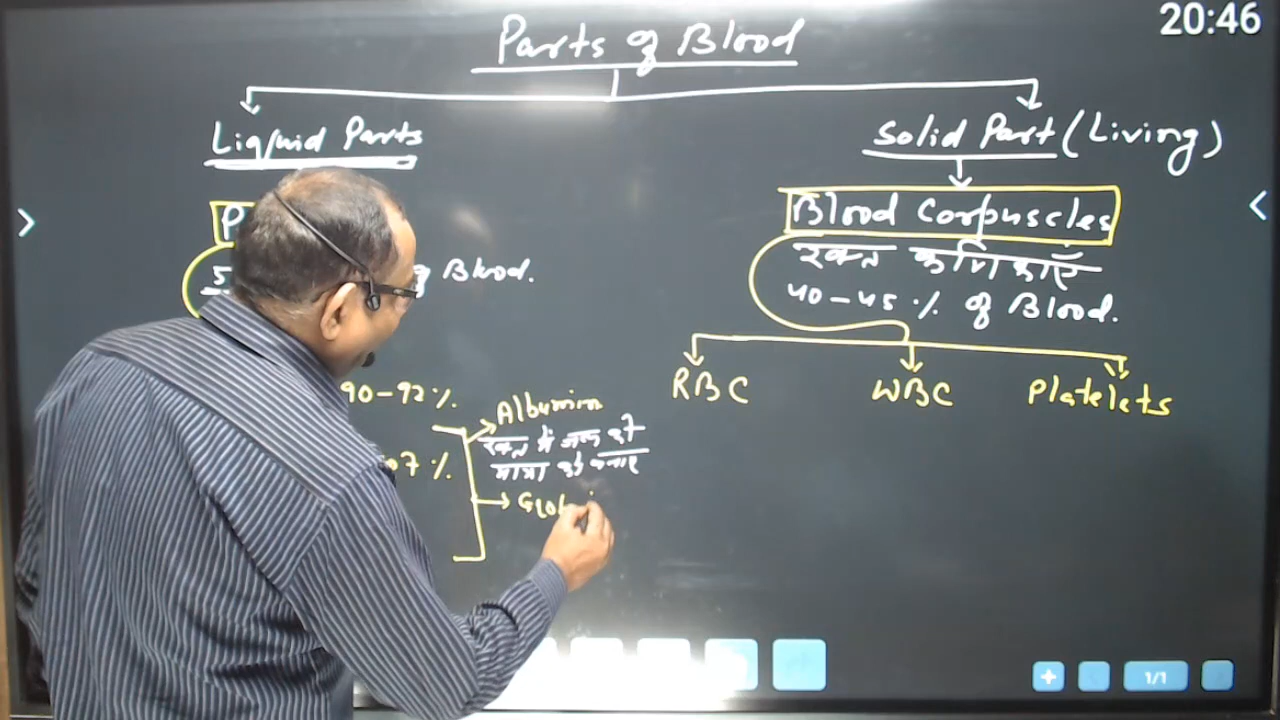 20:46
Parts of Blood
Liquid Parts
Solid Part (Living)
Blood Corpuscles
रक्त कणिकाएँ
of Blood.
40-45% of Blood.
RBC
WBC
Platelets
90-92%.
Albumin
रक्त में जल की
मात्रा को बनाए
7%.
1/1